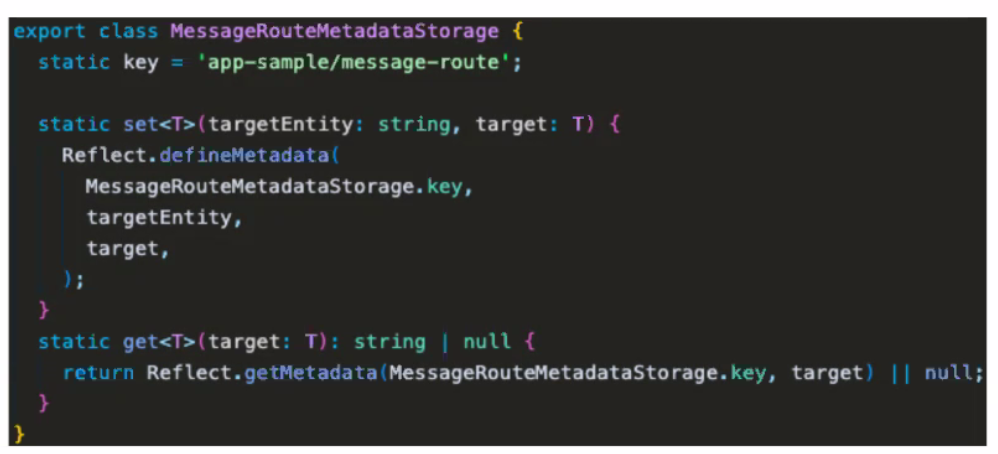 export class MessageRouteMetadataStorage {
static key = 'app-sample/message-route';
static set<T>(targetEntity: string, target: T) {
Reflect.defineMetadata(
MessageRouteMetadataStorage.key,
targetEntity,
target,
);
}
static get<T>(target: T): string | null {
return Reflect.getMetadata(MessageRouteMetadataStorage.key, target) || null;
}
}